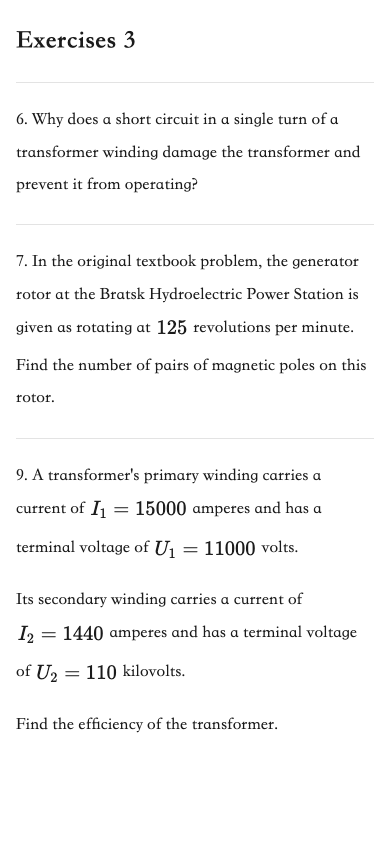 Exercises 3
6. Why does a short circuit in a single turn of a
transformer winding damage the transformer and
prevent it from operating?
7. In the original textbook problem, the generator
rotor at the Bratsk Hydroelectric Power Station is
given as rotating at 125 revolutions per minute.
Find the number of pairs of magnetic poles on this
rotor.
9. A transformer's primary winding carries a
current of I₁ = 15000 amperes and has a
terminal voltage of U₁ = 11000 volts.
Its secondary winding carries a current of
I₂ = 1440 amperes and has a terminal voltage
of U₂ = 110 kilovolts.
Find the efficiency of the transformer.